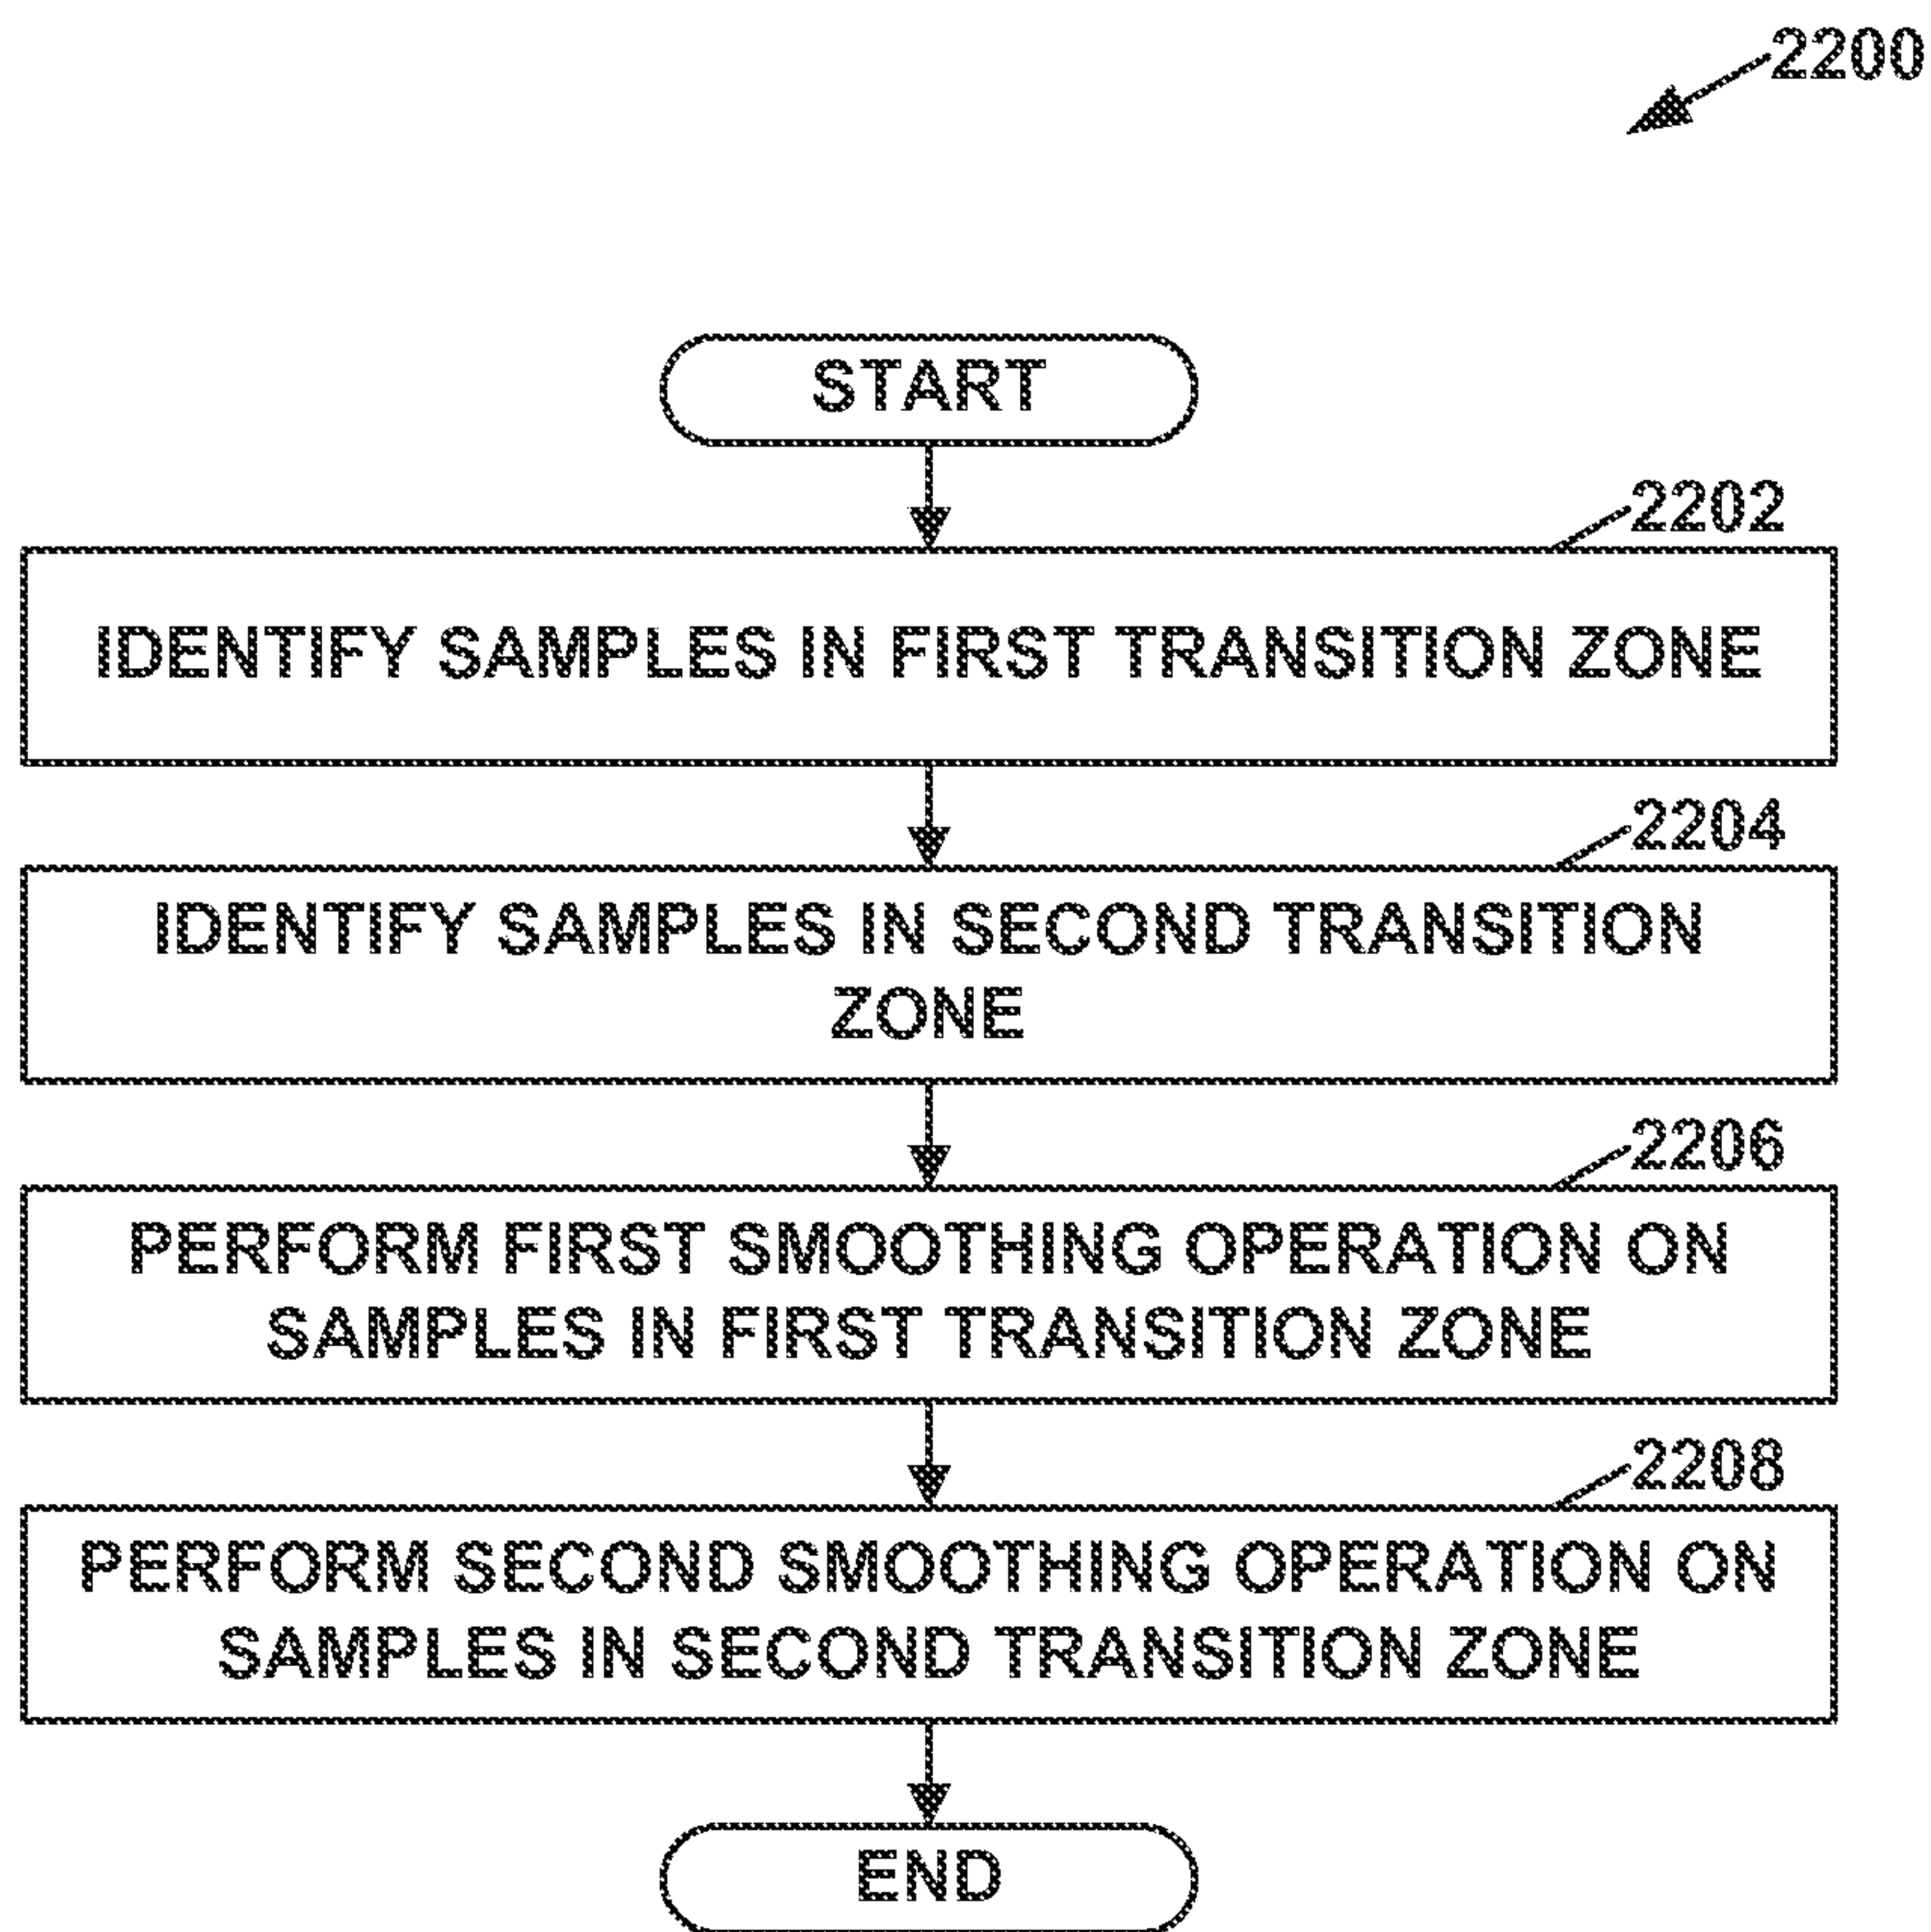 2200
START
2202
IDENTIFY SAMPLES IN FIRST TRANSITION ZONE
2204
IDENTIFY SAMPLES IN SECOND TRANSITION
ZONE
2206
PERFORM FIRST SMOOTHING OPERATION ON
SAMPLES IN FIRST TRANSITION ZONE
2208
PERFORM SECOND SMOOTHING OPERATION ON
SAMPLES IN SECOND TRANSITION ZONE
END